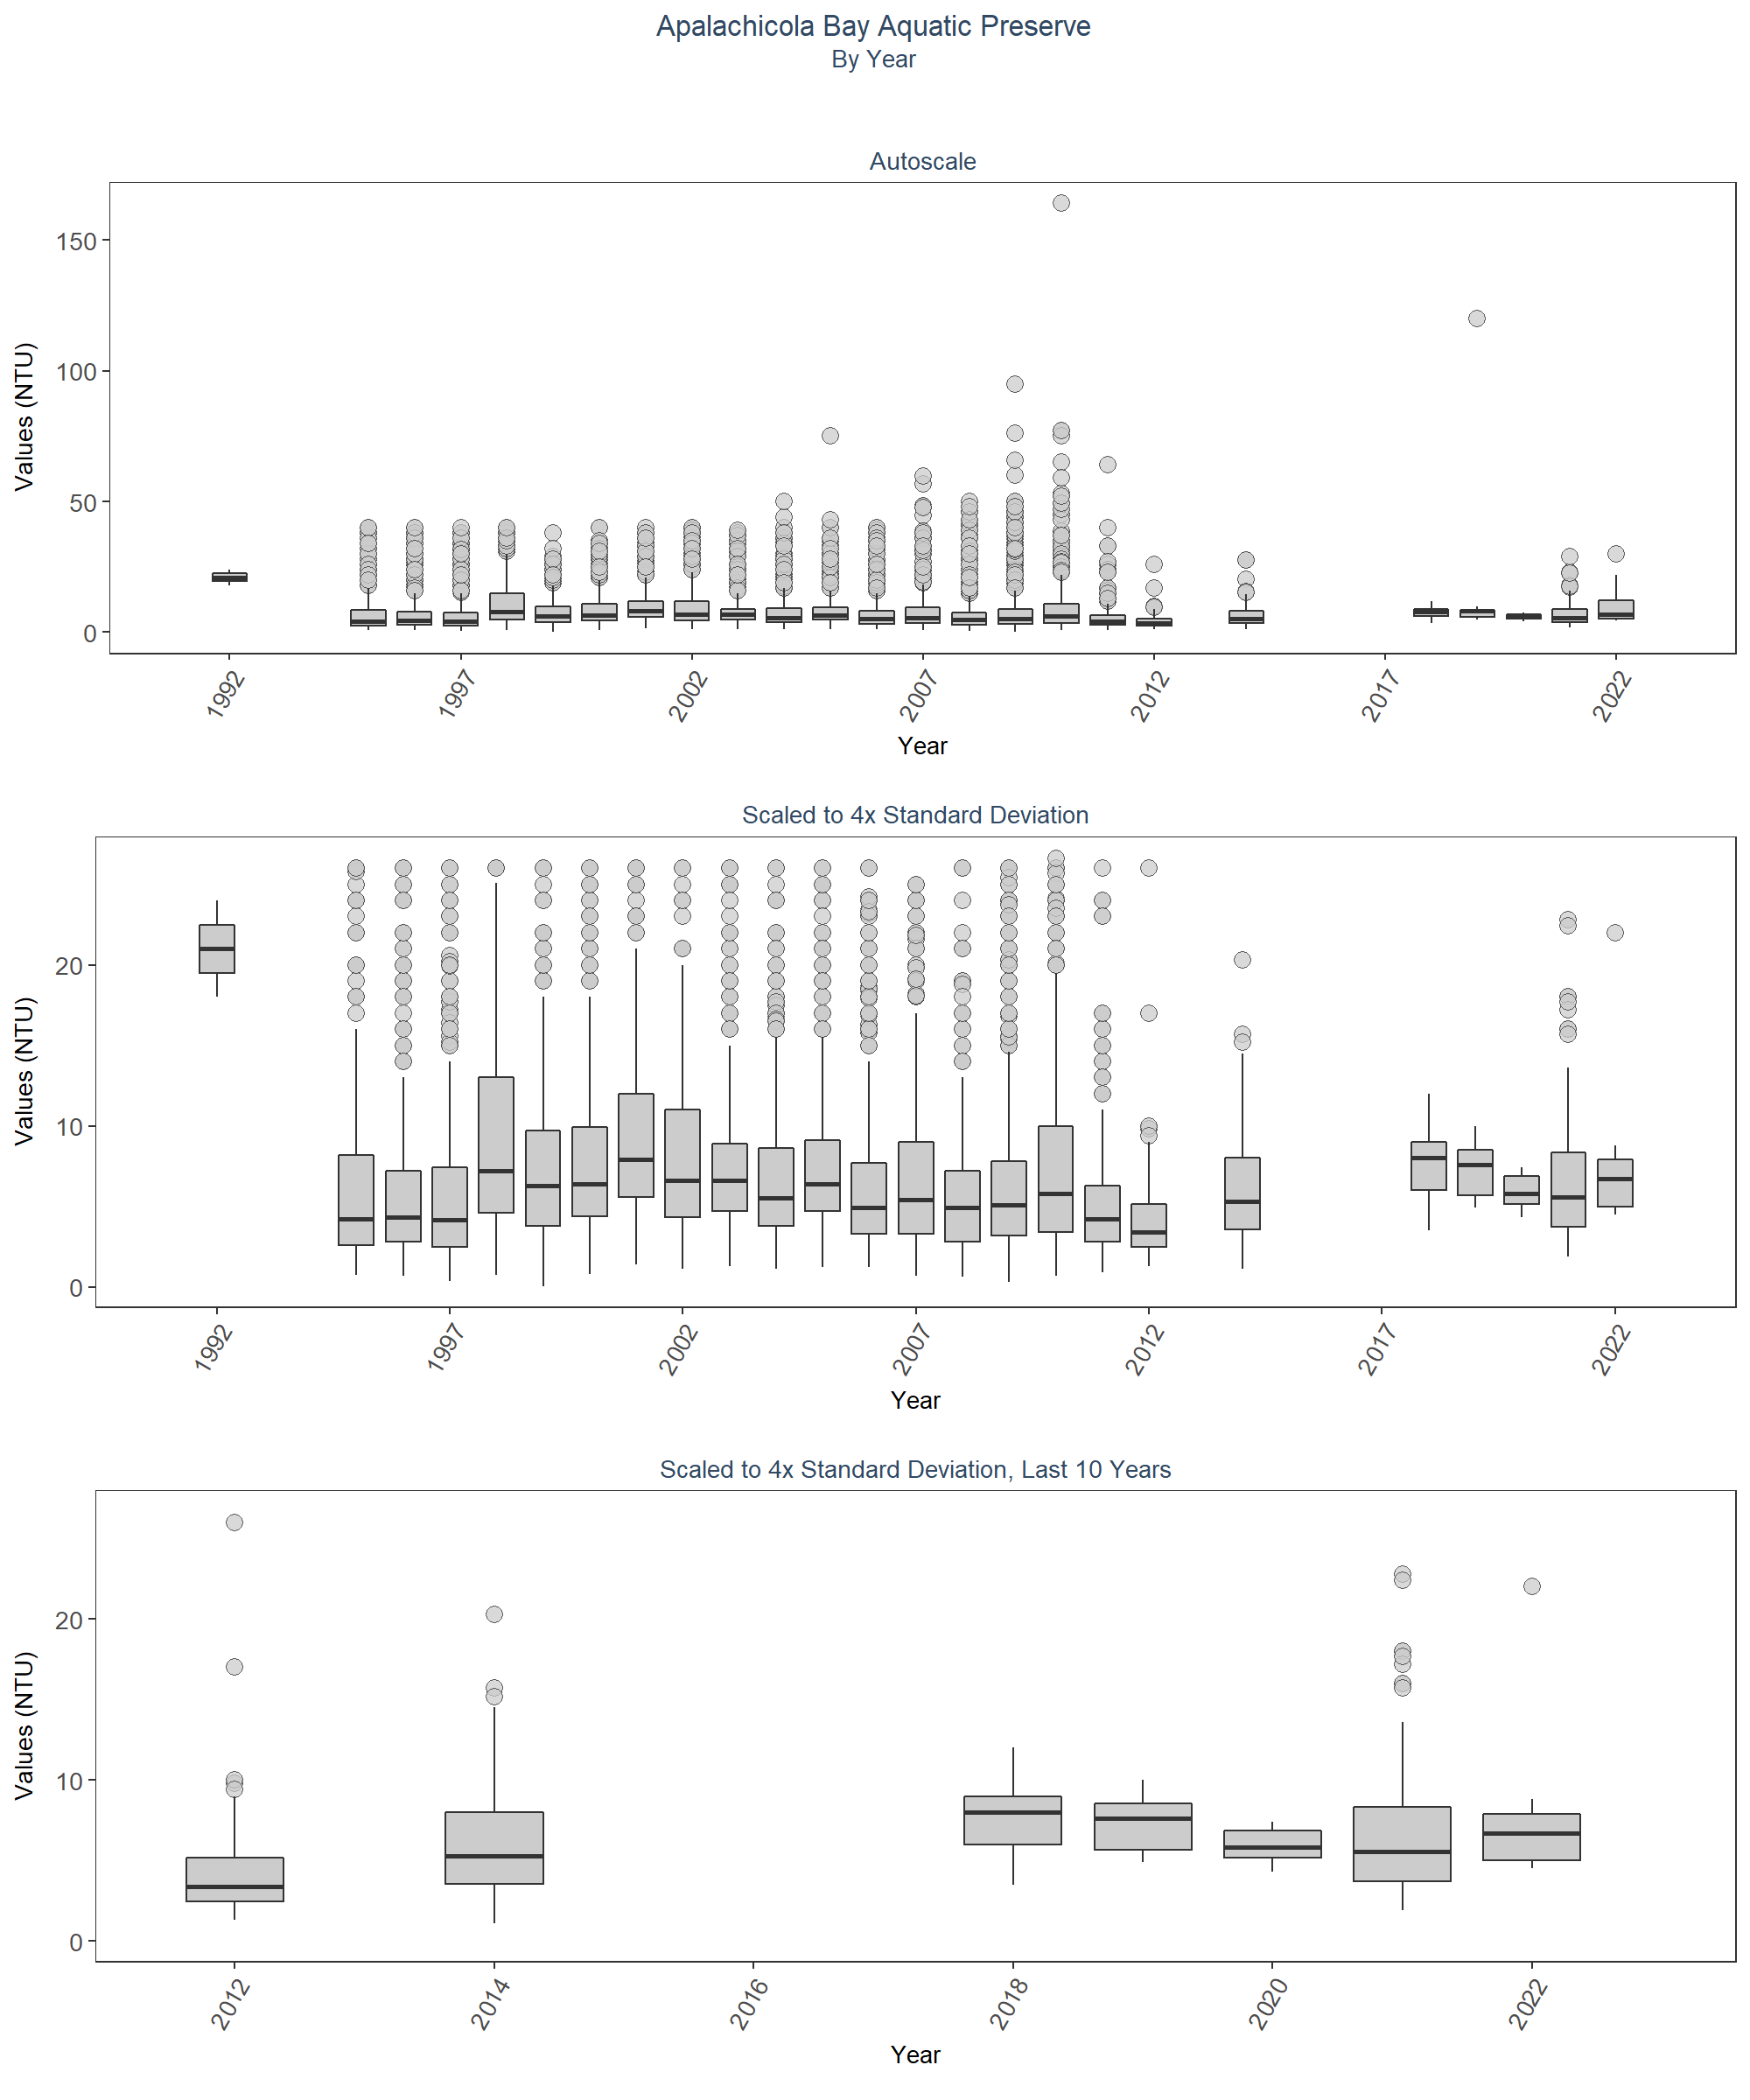 Apalachicola Bay Aquatic Preserve
By Year
Autoscale
Values (NTU)
150
100
50
0
1992 1997 2002 2007 2012 2017 2022
Year
Scaled to 4x Standard Deviation
Values (NTU)
20
10
0
1992 1997 2002 2007 2012 2017 2022
Year
Scaled to 4x Standard Deviation, Last 10 Years
Values (NTU)
20
10
0
2012 2014 2016 2018 2020 2022
Year